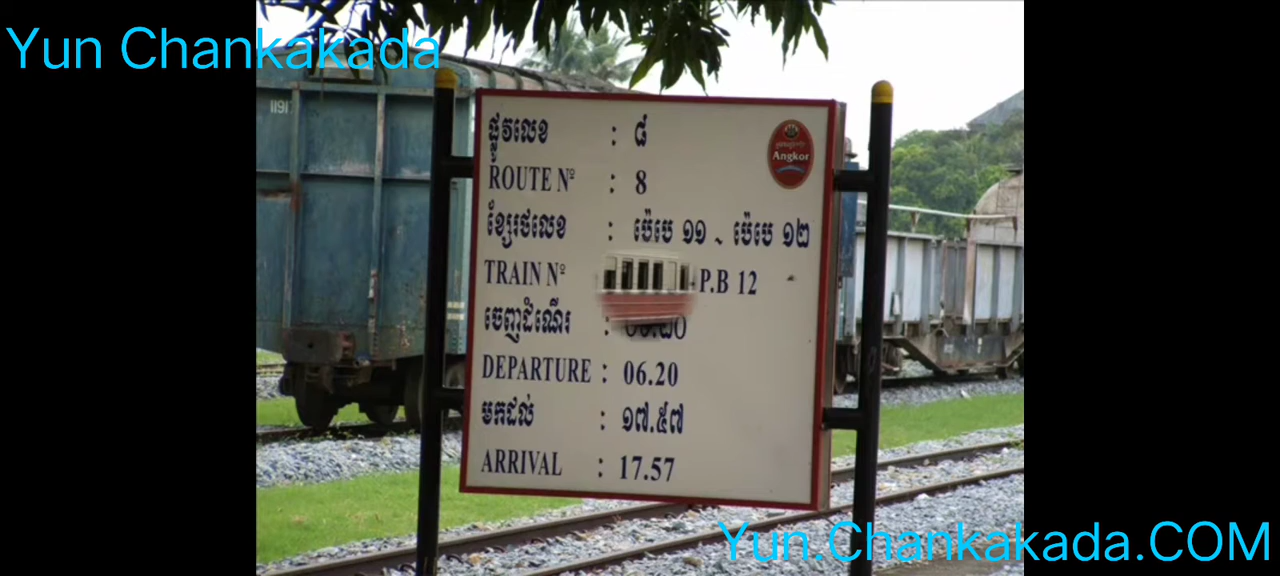 Yun Chankakada
1191
ផ្លូវលេខ : ៨
Angkor
ROUTE Nº : 8
ខ្សែរថលេខ : ប៉េបេ ១១ ~ ប៉េបេ ១២
TRAIN Nº P.B 12
ចេញដំណើរ :
DEPARTURE : 06.20
មកដល់ : ១៧.៥៧
ARRIVAL : 17.57
Yun.Chankakada.COM